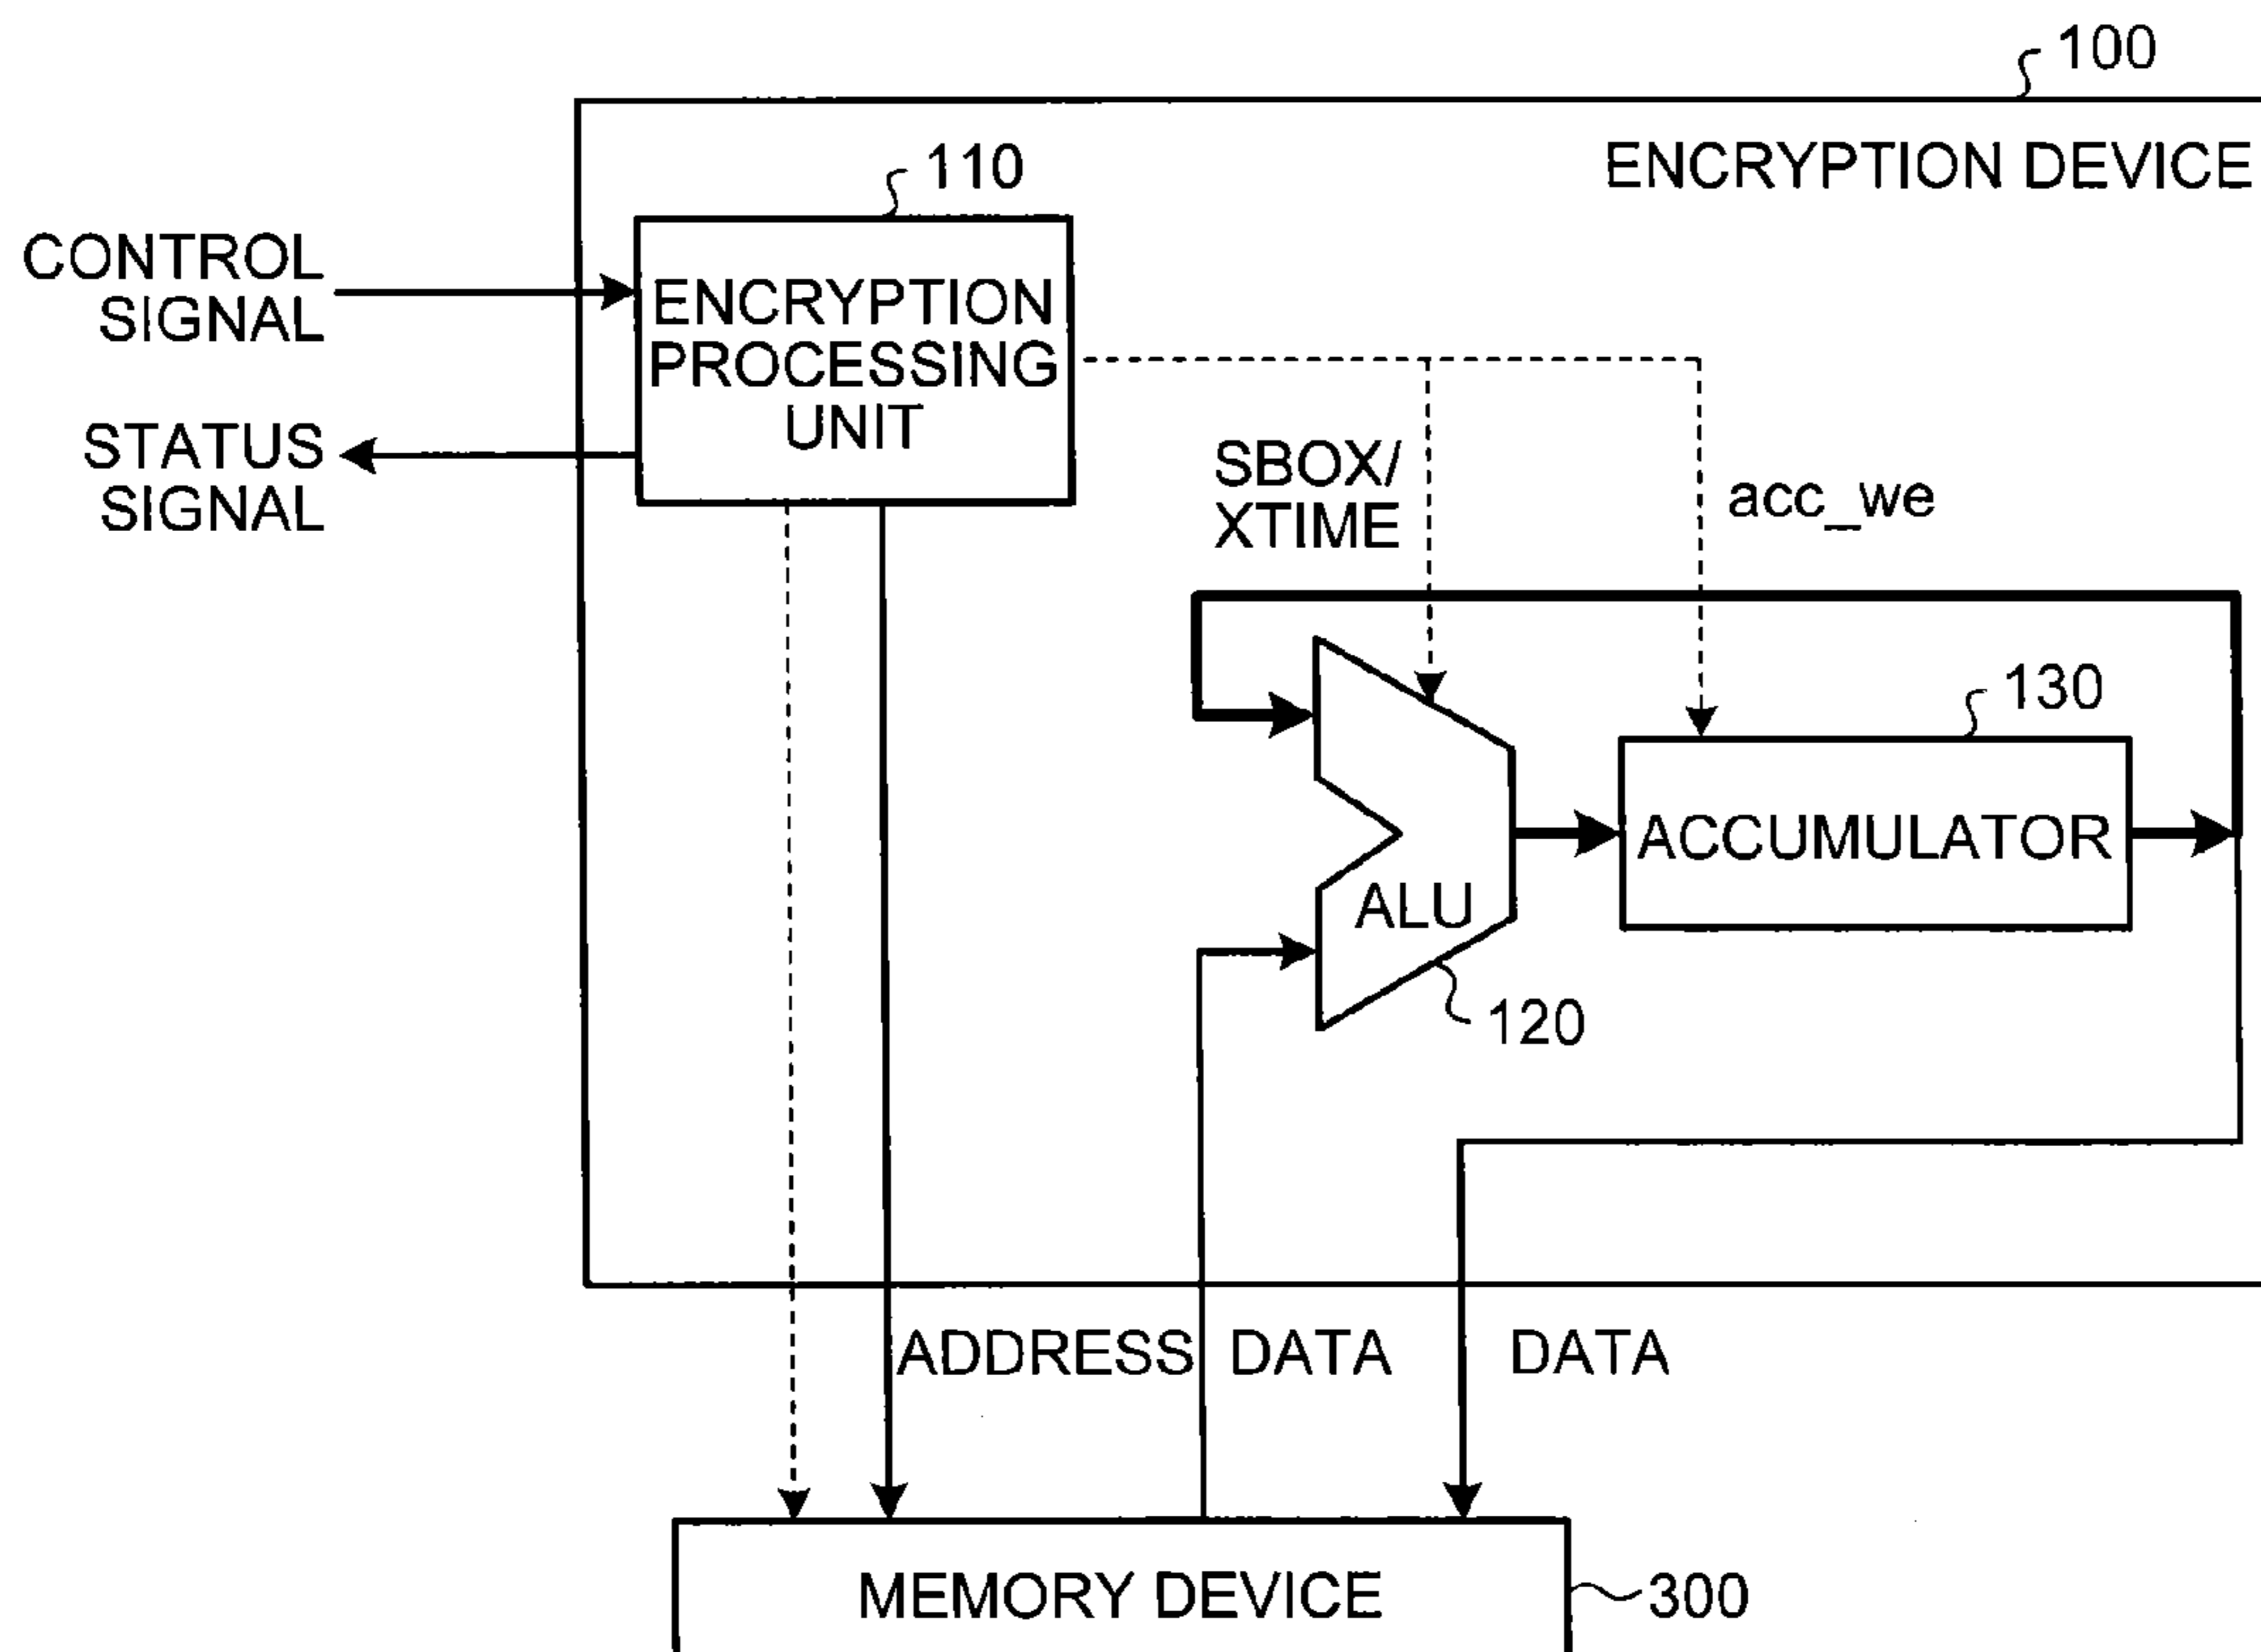 100
ENCRYPTION DEVICE
110
CONTROL
SIGNAL
ENCRYPTION
PROCESSING
UNIT
STATUS
SIGNAL
SBOX/
XTIME
acc_we
130
ACCUMULATOR
ALU
120
ADDRESS
DATA
DATA
MEMORY DEVICE
300